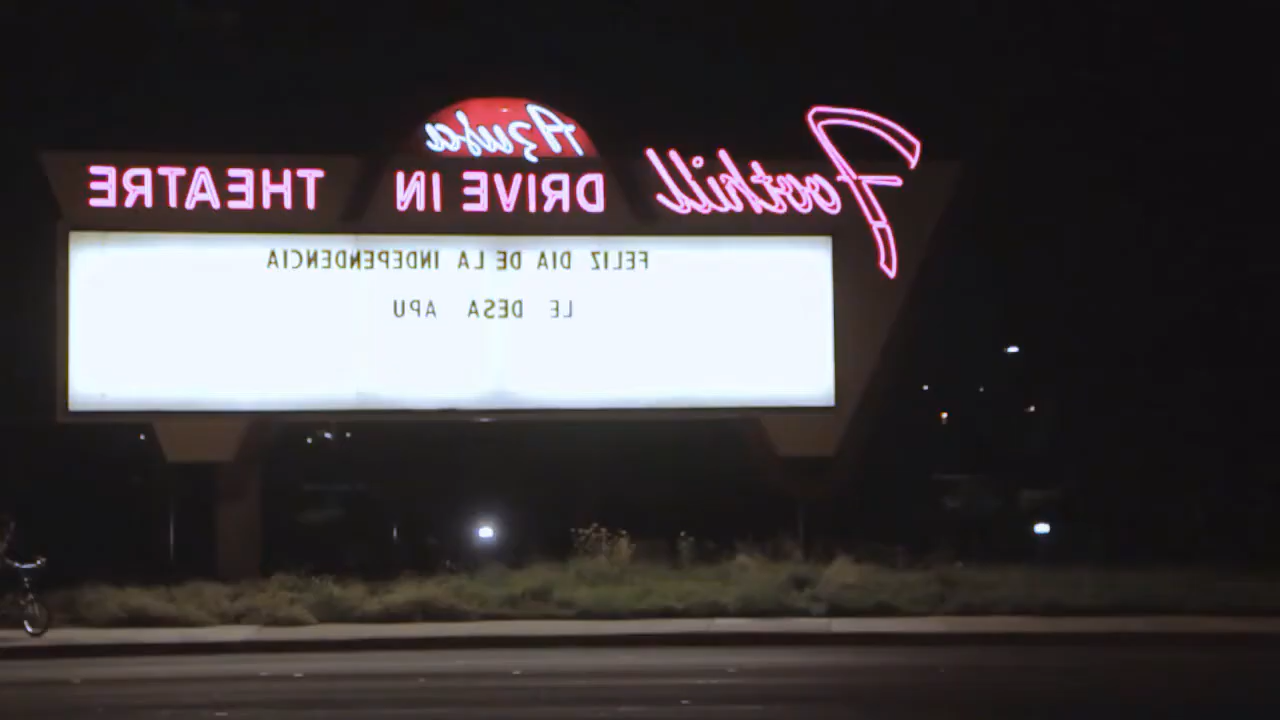 Azusa
Foothill DRIVE IN THEATRE
FELIZ DIA DE LA INDEPENDENCIA
LE DESA APU